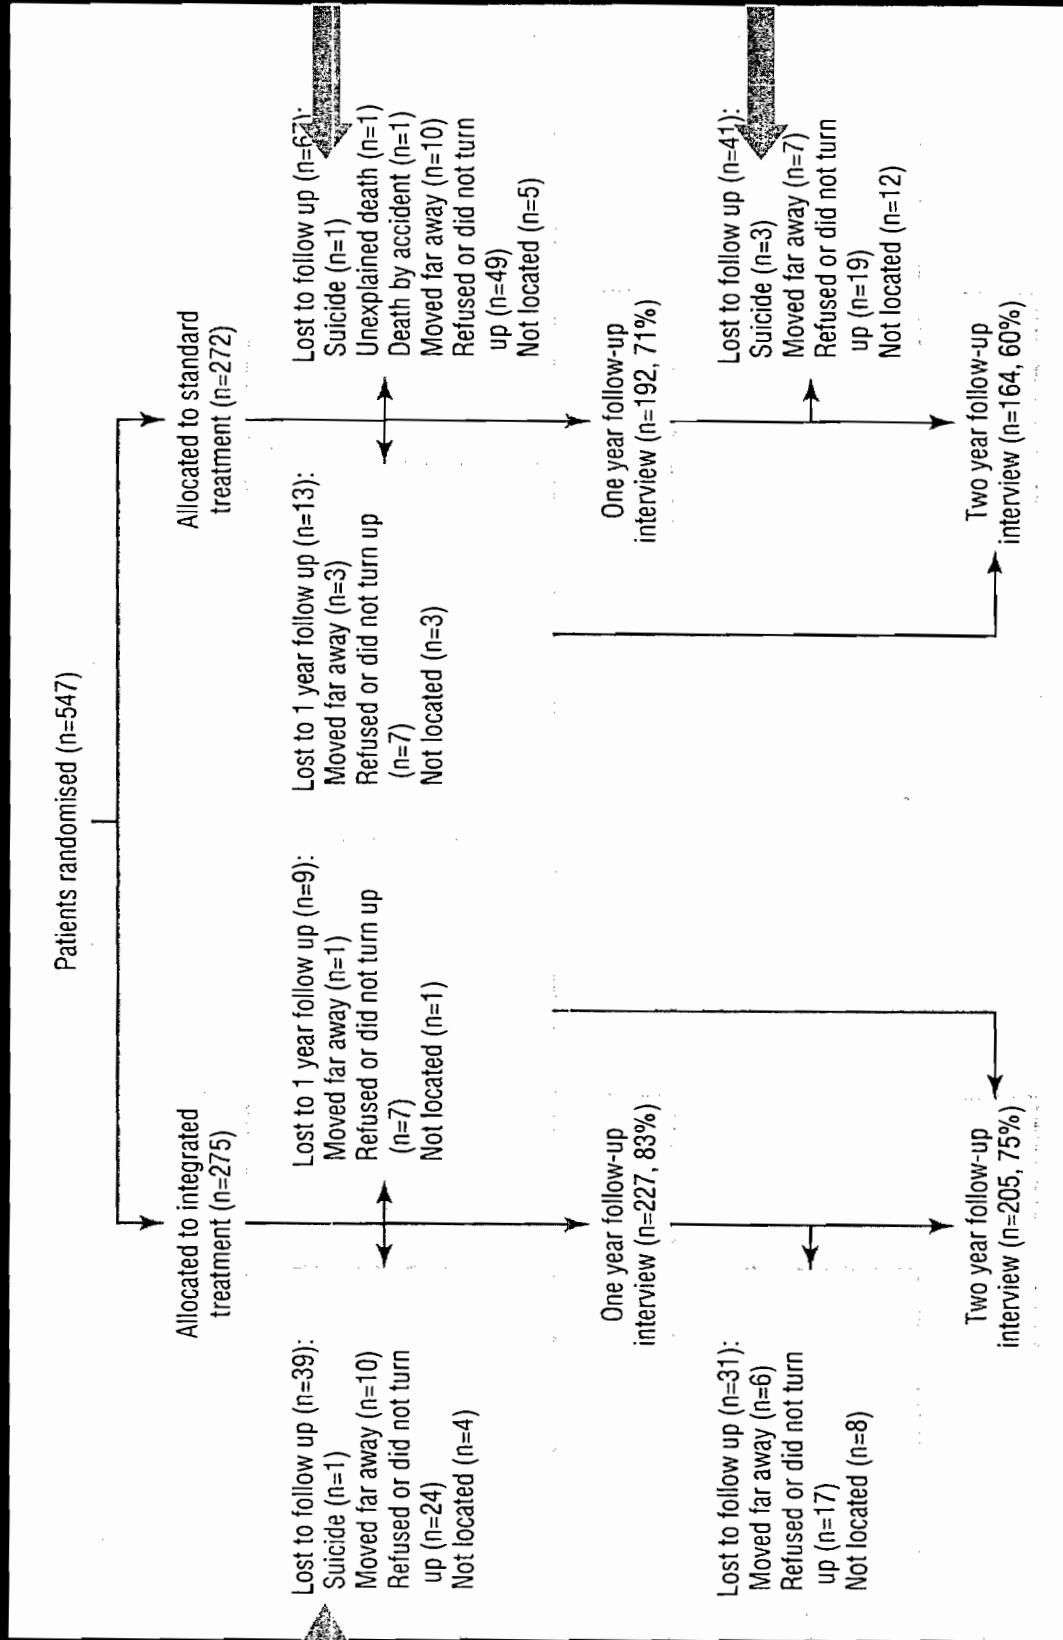 Patients randomised (n=547)
Allocated to integrated
treatment (n=275)
Allocated to standard
treatment (n=272)
Lost to follow up (n=39):
Suicide (n=1)
Moved far away (n=10)
Refused or did not turn
up (n=24)
Not located (n=4)
Lost to 1 year follow up (n=9):
Moved far away (n=1)
Refused or did not turn up
(n=7)
Not located (n=1)
Lost to 1 year follow up (n=13):
Moved far away (n=3)
Refused or did not turn up
(n=7)
Not located (n=3)
Lost to follow up (n=67):
Suicide (n=1)
Unexplained death (n=1)
Death by accident (n=1)
Moved far away (n=10)
Refused or did not turn
up (n=49)
Not located (n=5)
One year follow-up
interview (n=227, 83%)
One year follow-up
interview (n=192, 71%)
Lost to follow up (n=31):
Moved far away (n=6)
Refused or did not turn
up (n=17)
Not located (n=8)
Lost to follow up (n=41):
Suicide (n=3)
Moved far away (n=7)
Refused or did not turn
up (n=19)
Not located (n=12)
Two year follow-up
interview (n=205, 75%)
Two year follow-up
interview (n=164, 60%)